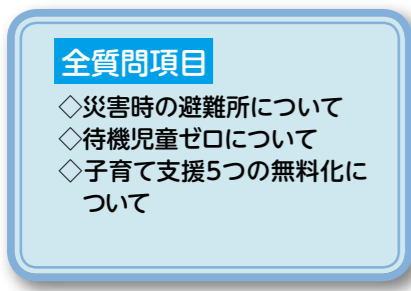 全質問項目
◇災害時の避難所について
◇待機児童ゼロについて
◇子育て支援5つの無料化に
ついて